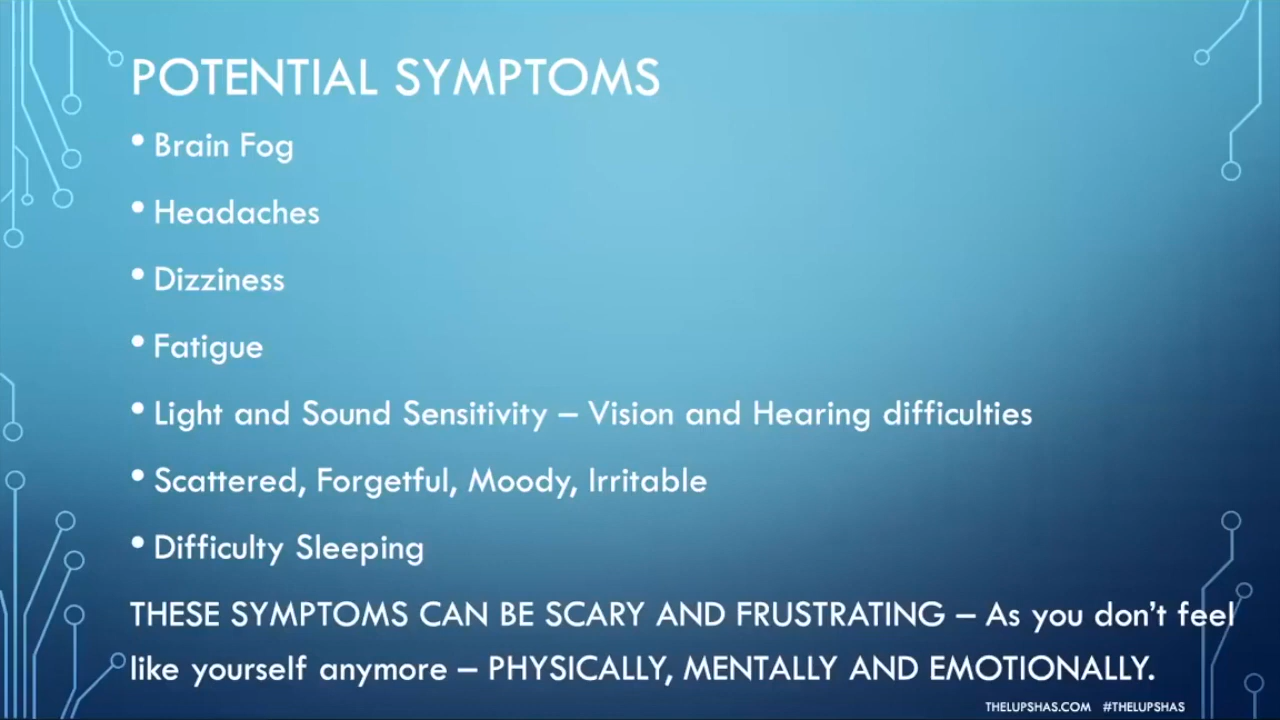 POTENTIAL SYMPTOMS
• Brain Fog
• Headaches
• Dizziness
• Fatigue
• Light and Sound Sensitivity – Vision and Hearing difficulties
• Scattered, Forgetful, Moody, Irritable
• Difficulty Sleeping
THESE SYMPTOMS CAN BE SCARY AND FRUSTRATING – As you don’t feel
like yourself anymore – PHYSICALLY, MENTALLY AND EMOTIONALLY.
THELUPSHAS.COM #THELUPSHAS